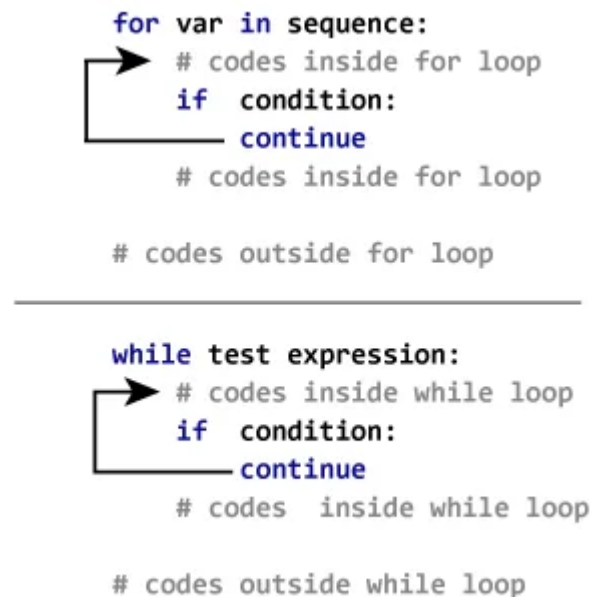 for var in sequence:
# codes inside for loop
if condition:
continue
# codes inside for loop
# codes outside for loop
while test expression:
# codes inside while loop
if condition:
continue
# codes inside while loop
# codes outside while loop